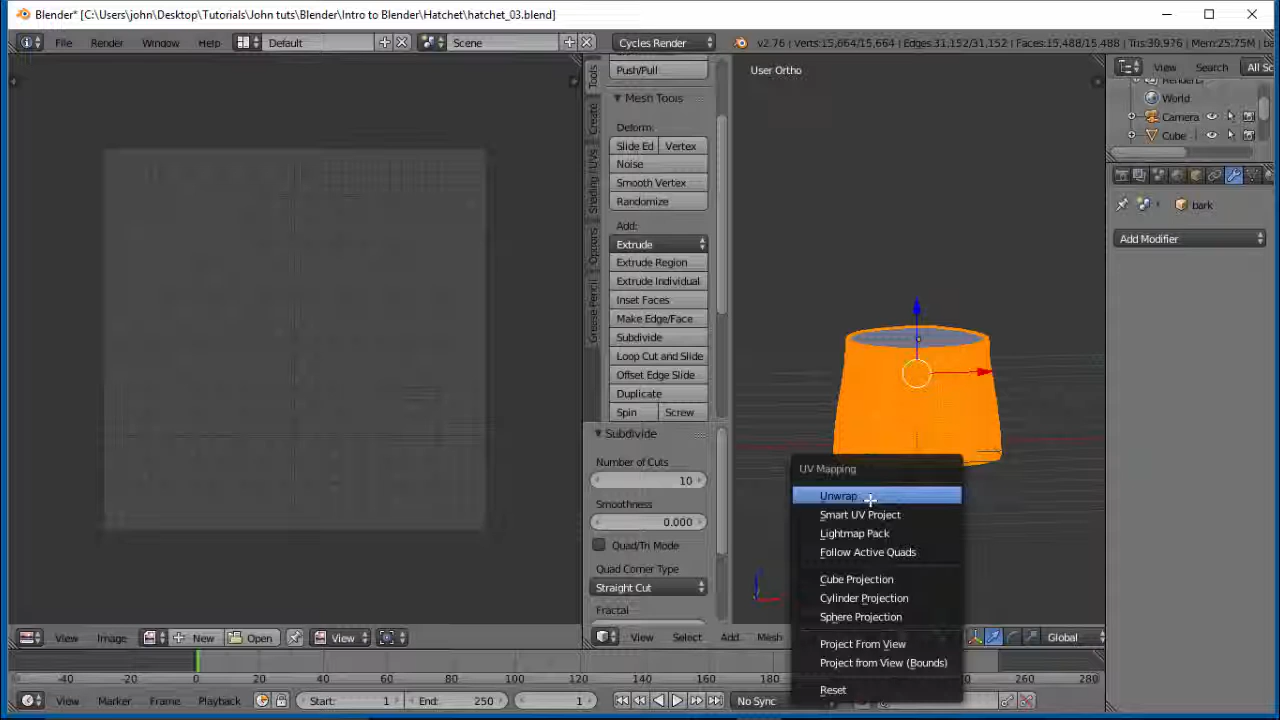 Blender* [C:\Users\john\Desktop\Tutorials\John tuts\Blender\Intro to Blender\Hatchet\hatchet_03.blend]
File Render Window Help Default Scene Cycles Render v2.76 | Verts:15,664/15,664 | Edges:31,152/31,152 | Faces:15,488/15,488 | Tris:30,976 | Mem:25.75M | ba
Tools
Create
Shading / UVs
Options
Grease Pencil
Push/Pull
Mesh Tools
Deform:
Slide Ed Vertex
Noise
Smooth Vertex
Randomize
Add:
Extrude
Extrude Region
Extrude Individual
Inset Faces
Make Edge/Face
Subdivide
Loop Cut and Slide
Offset Edge Slide
Duplicate
Spin Screw
Subdivide
Number of Cuts
10
Smoothness
0.000
Quad/Tri Mode
Quad Corner Type
Straight Cut
Fractal
User Ortho
UV Mapping
Unwrap
Smart UV Project
Lightmap Pack
Follow Active Quads
Cube Projection
Cylinder Projection
Sphere Projection
Project From View
Project from View (Bounds)
Reset
View Search All Sc
World
Camera
Cube
bark
Add Modifier
View Image New Open View
View Select Add Mesh Global
-40 -20 0 20 40 60 80 100 120 140 160 180 260 280
View Marker Frame Playback Start: 1 End: 250 1 No Sync